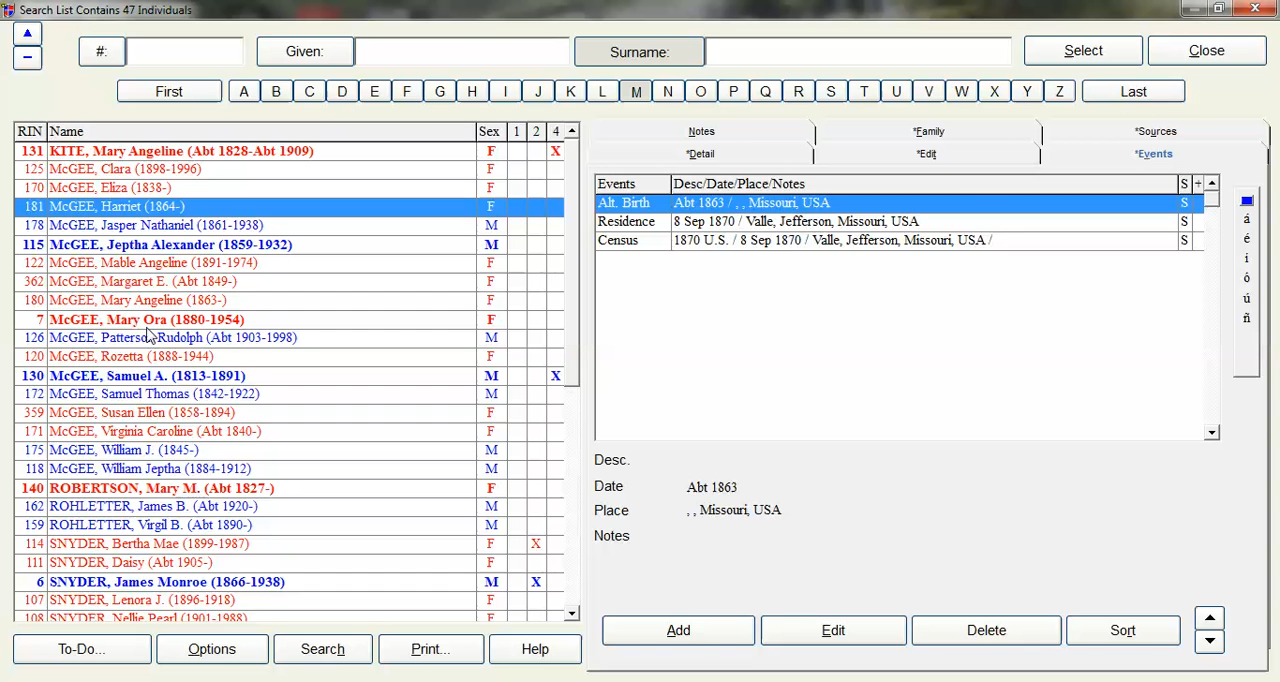 Search List Contains 47 Individuals
#: Given: Surname: Select Close
First A B C D E F G H I J K L M N O P Q R S T U V W X Y Z Last
RIN Name Sex 1 2 4
131 KITE, Mary Angeline (Abt 1828-Abt 1909) F X
125 McGEE, Clara (1898-1996) F
170 McGEE, Eliza (1838-) F
181 McGEE, Harriet (1864-) F
178 McGEE, Jasper Nathaniel (1861-1938) M
115 McGEE, Jeptha Alexander (1859-1932) M
122 McGEE, Mable Angeline (1891-1974) F
362 McGEE, Margaret E. (Abt 1849-) F
180 McGEE, Mary Angeline (1863-) F
7 McGEE, Mary Ora (1880-1954) F
126 McGEE, Patterson Rudolph (Abt 1903-1998) M
120 McGEE, Rozetta (1888-1944) F
130 McGEE, Samuel A. (1813-1891) M X
172 McGEE, Samuel Thomas (1842-1922) M
359 McGEE, Susan Ellen (1858-1894) F
171 McGEE, Virginia Caroline (Abt 1840-) F
175 McGEE, William J. (1845-) M
118 McGEE, William Jeptha (1884-1912) M
140 ROBERTSON, Mary M. (Abt 1827-) F
162 ROHLETTER, James B. (Abt 1920-) M
159 ROHLETTER, Virgil B. (Abt 1890-) M
114 SNYDER, Bertha Mae (1899-1987) F X
111 SNYDER, Daisy (Abt 1905-) F
6 SNYDER, James Monroe (1866-1938) M X
107 SNYDER, Lenora J. (1896-1918) F
108 SNYDER, Nellie Pearl (1901-1988) F
To-Do... Options Search Print... Help
Notes *Family *Sources
*Detail *Edit *Events
Events Desc/Date/Place/Notes S +
Alt. Birth Abt 1863 / , , Missouri, USA S
Residence 8 Sep 1870 / Valle, Jefferson, Missouri, USA S
Census 1870 U.S. / 8 Sep 1870 / Valle, Jefferson, Missouri, USA / S
á
é
í
ó
ú
ñ
Desc.
Date Abt 1863
Place , , Missouri, USA
Notes
Add Edit Delete Sort